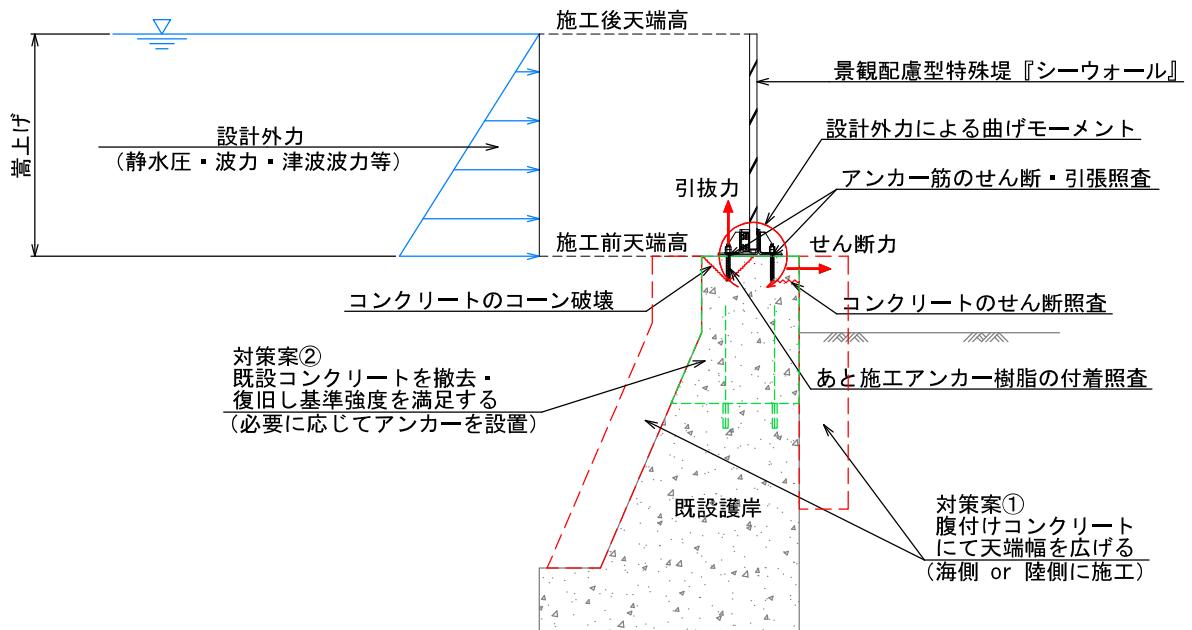 施工後天端高
景観配慮型特殊堤『シーウォール』
嵩上げ
設計外力
(静水圧・波力・津波波力等)
設計外力による曲げモーメント
引抜力
アンカー筋のせん断・引張照査
施工前天端高
せん断力
コンクリートのコーン破壊
コンクリートのせん断照査
対策案②
既設コンクリートを撤去・
復旧し基準強度を満足する
(必要に応じてアンカーを設置)
あと施工アンカー樹脂の付着照査
既設護岸
対策案①
腹付けコンクリート
にて天端幅を広げる
(海側 or 陸側に施工)